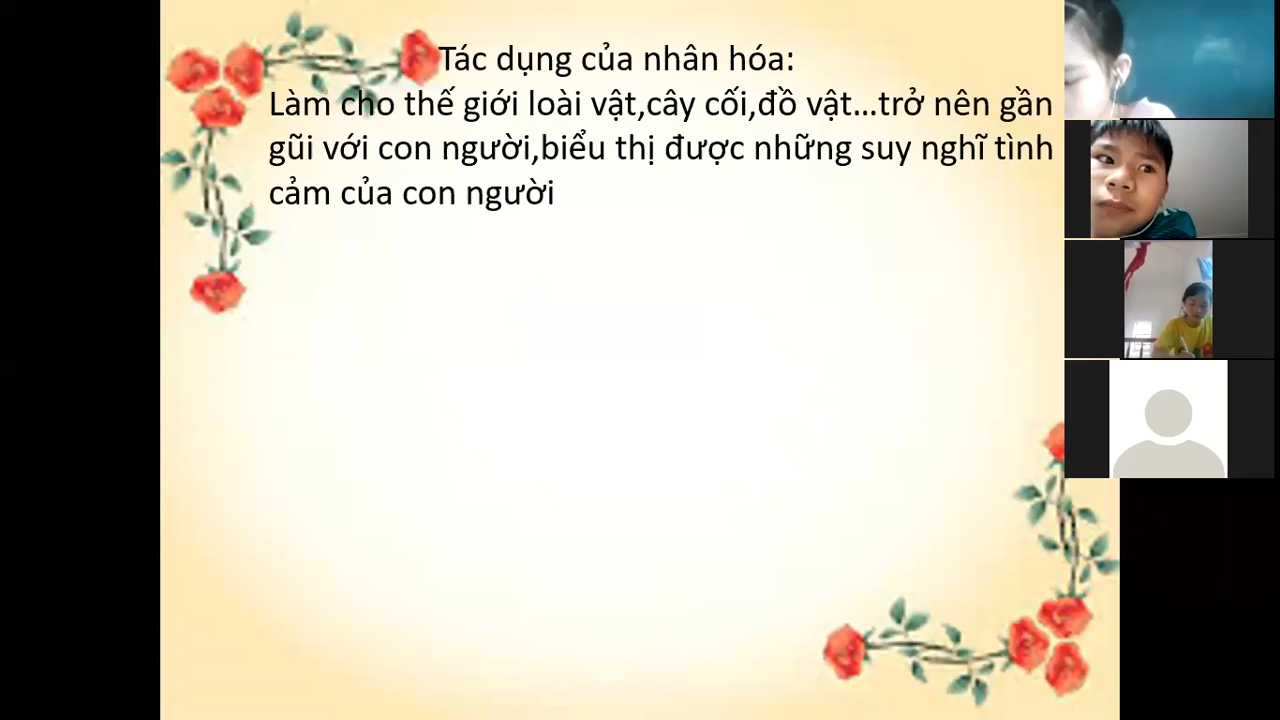 Tác dụng của nhân hóa:
Làm cho thế giới loài vật,cây cối,đồ vật...trở nên gần
gũi với con người,biểu thị được những suy nghĩ tình
cảm của con người